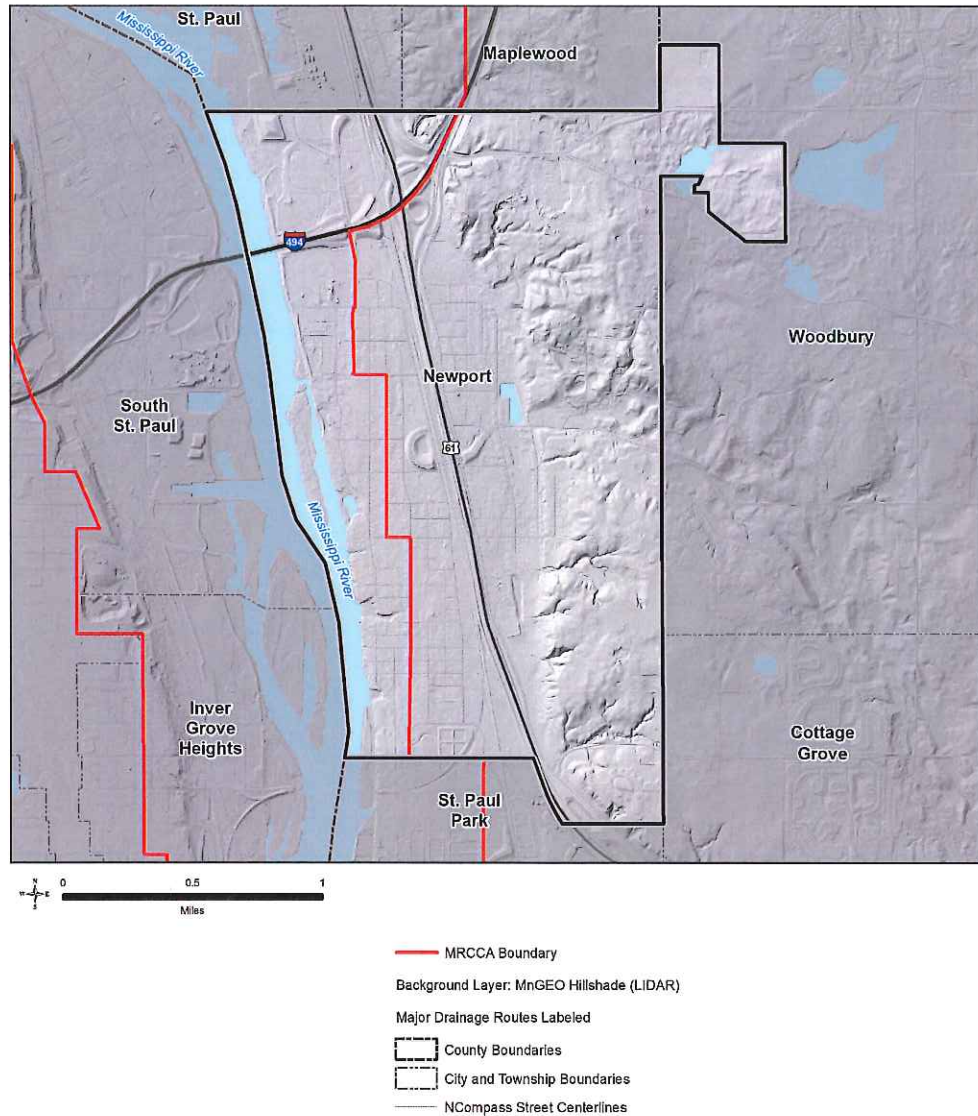 St. Paul
Mississippi River
Maplewood
494
Woodbury
Newport
South
St. Paul
61
Mississippi River
Inver
Grove
Heights
Cottage
Grove
St. Paul
Park
N
W E
S
0 0.5 1
Miles
MRCCA Boundary
Background Layer: MnGEO Hillshade (LIDAR)
Major Drainage Routes Labeled
County Boundaries
City and Township Boundaries
NCompass Street Centerlines